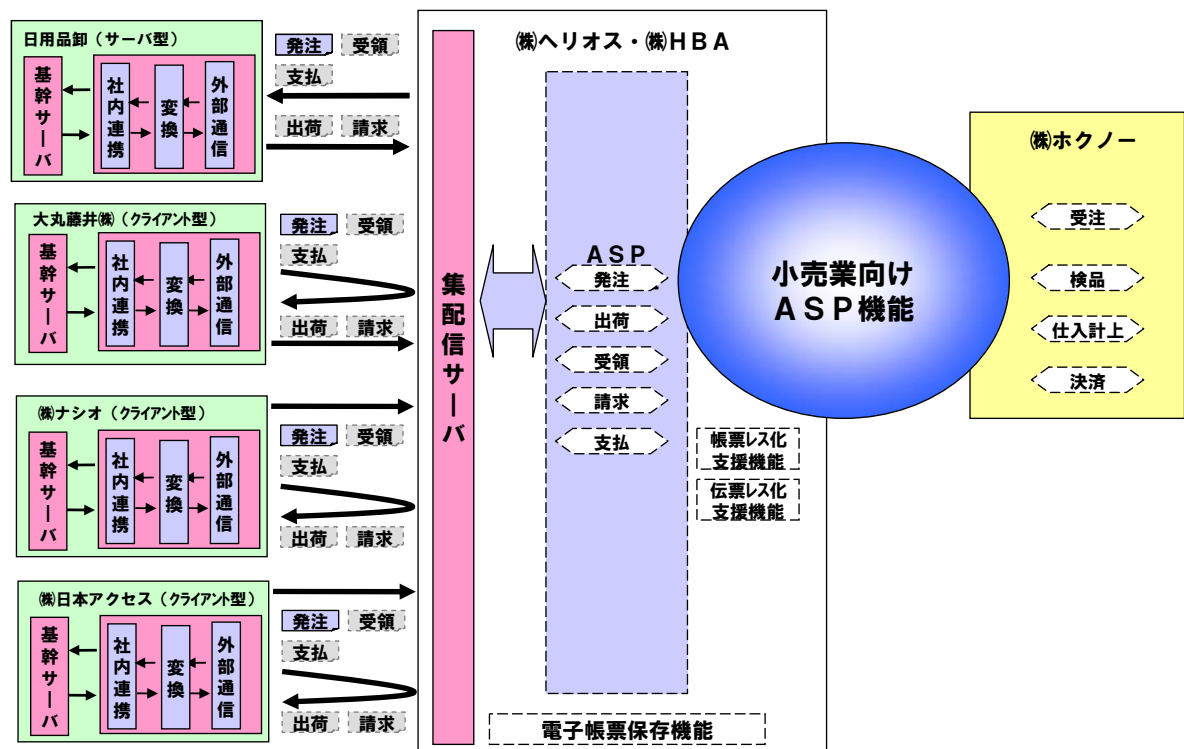 日用品卸（サーバ型）
基幹サーバ
社内連携
変換
外部通信
発注
受領
支払
出荷
請求
大丸藤井㈱（クライアント型）
基幹サーバ
社内連携
変換
外部通信
発注
受領
支払
出荷
請求
㈱ナシオ（クライアント型）
基幹サーバ
社内連携
変換
外部通信
発注
受領
支払
出荷
請求
㈱日本アクセス（クライアント型）
基幹サーバ
社内連携
変換
外部通信
発注
受領
支払
出荷
請求
㈱ヘリオス・㈱ＨＢＡ
集配信サーバ
ＡＳＰ
発注
出荷
受領
請求
支払
小売業向け
ＡＳＰ機能
帳票レス化
支援機能
伝票レス化
支援機能
電子帳票保存機能
㈱ホクノー
受注
検品
仕入計上
決済